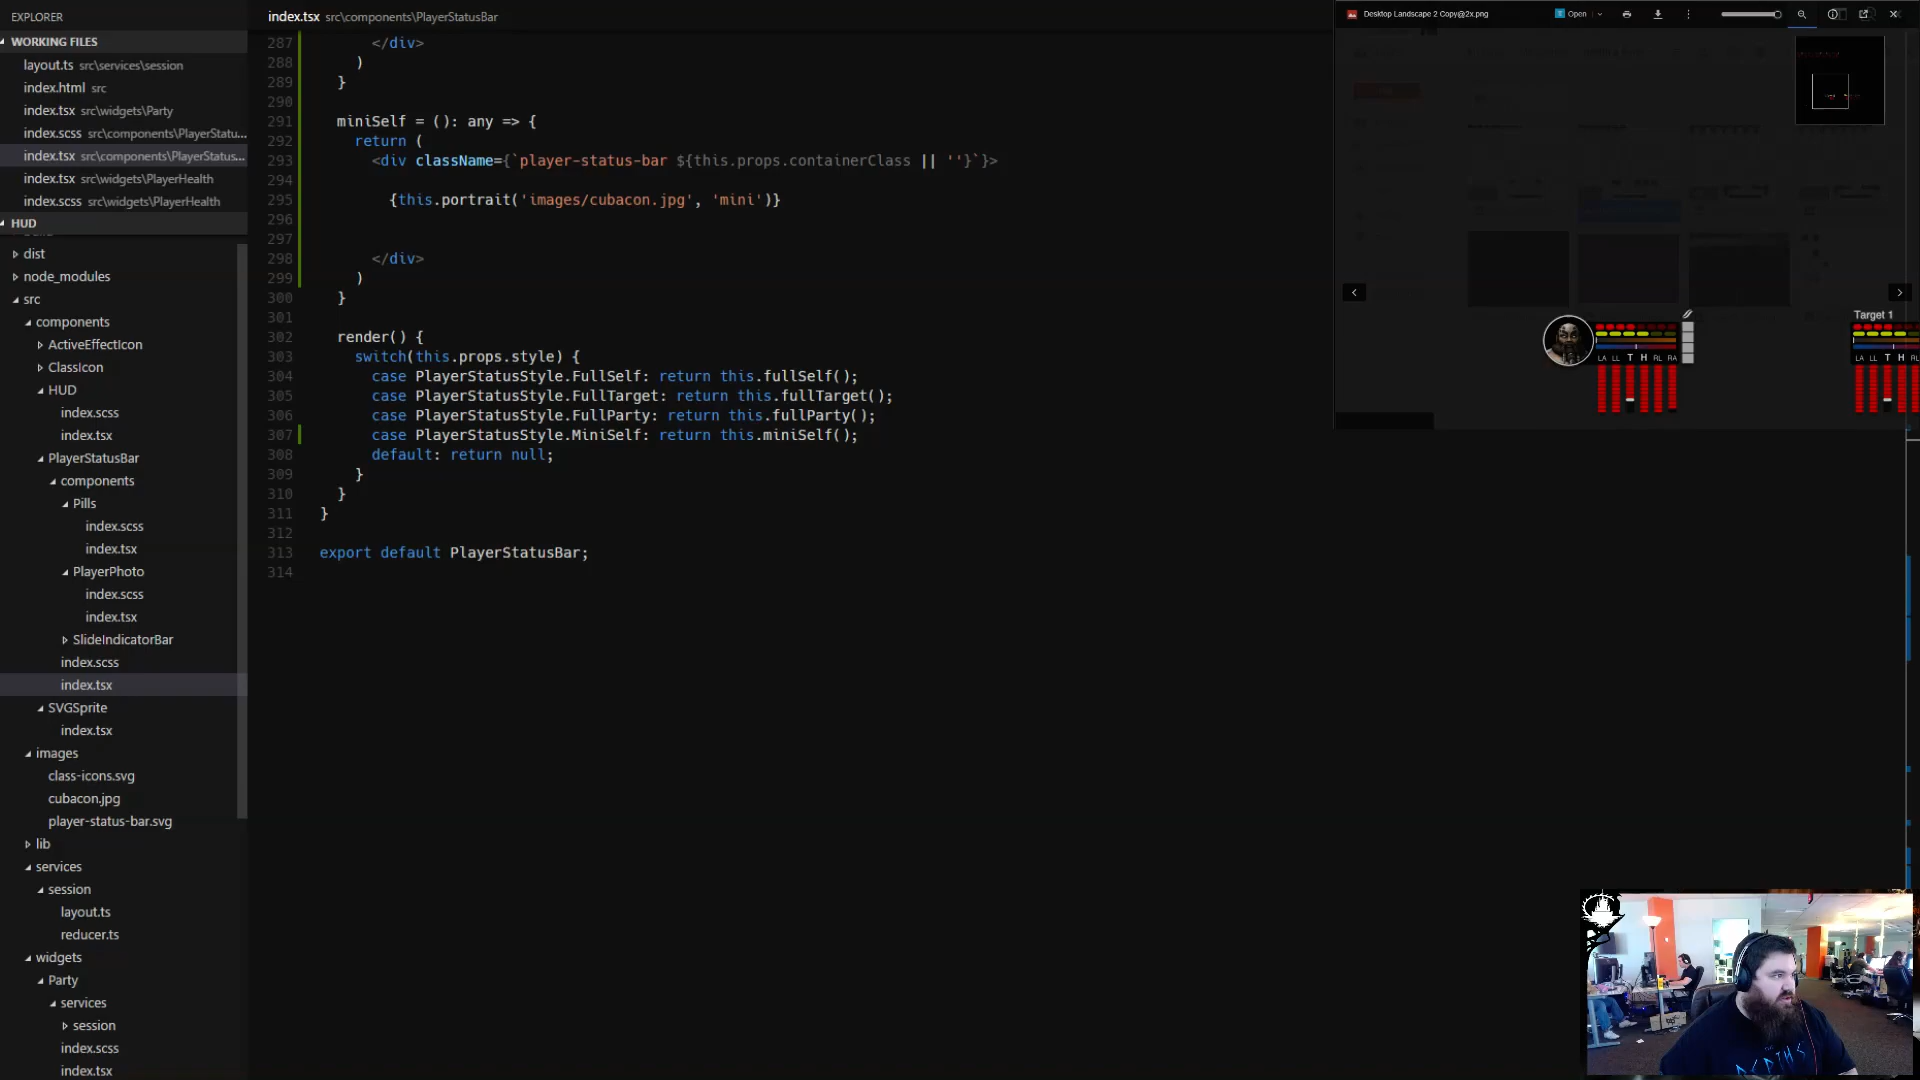 EXPLORER
WORKING FILES
layout.ts src\services\session
index.html src
index.tsx src\widgets\Party
index.scss src\components\PlayerStatu...
index.tsx src\components\PlayerStatus...
index.tsx src\widgets\PlayerHealth
index.scss src\widgets\PlayerHealth
HUD
dist
node_modules
src
components
ActiveEffectIcon
ClassIcon
HUD
index.scss
index.tsx
PlayerStatusBar
components
Pills
index.scss
index.tsx
PlayerPhoto
index.scss
index.tsx
SlideIndicatorBar
index.scss
index.tsx
SVGSprite
index.tsx
images
class-icons.svg
cubacon.jpg
player-status-bar.svg
lib
services
session
layout.ts
reducer.ts
widgets
Party
services
session
index.scss
index.tsx
index.tsx src\components\PlayerStatusBar
287 </div>
288 )
289 }
290
291 miniSelf = (): any => {
292 return (
293 <div className={`player-status-bar ${this.props.containerClass || ''}`}>
294
295 {this.portrait('images/cubacon.jpg', 'mini')}
296
297
298 </div>
299 )
300 }
301
302 render() {
303 switch(this.props.style) {
304 case PlayerStatusStyle.FullSelf: return this.fullSelf();
305 case PlayerStatusStyle.FullTarget: return this.fullTarget();
306 case PlayerStatusStyle.FullParty: return this.fullParty();
307 case PlayerStatusStyle.MiniSelf: return this.miniSelf();
308 default: return null;
309 }
310 }
311 }
312
313 export default PlayerStatusBar;
314
Desktop Landscape 2 Copy@2x.png
Open
LA LL T H RL RA
Target 1
LA LL T H RL
DEPTHS